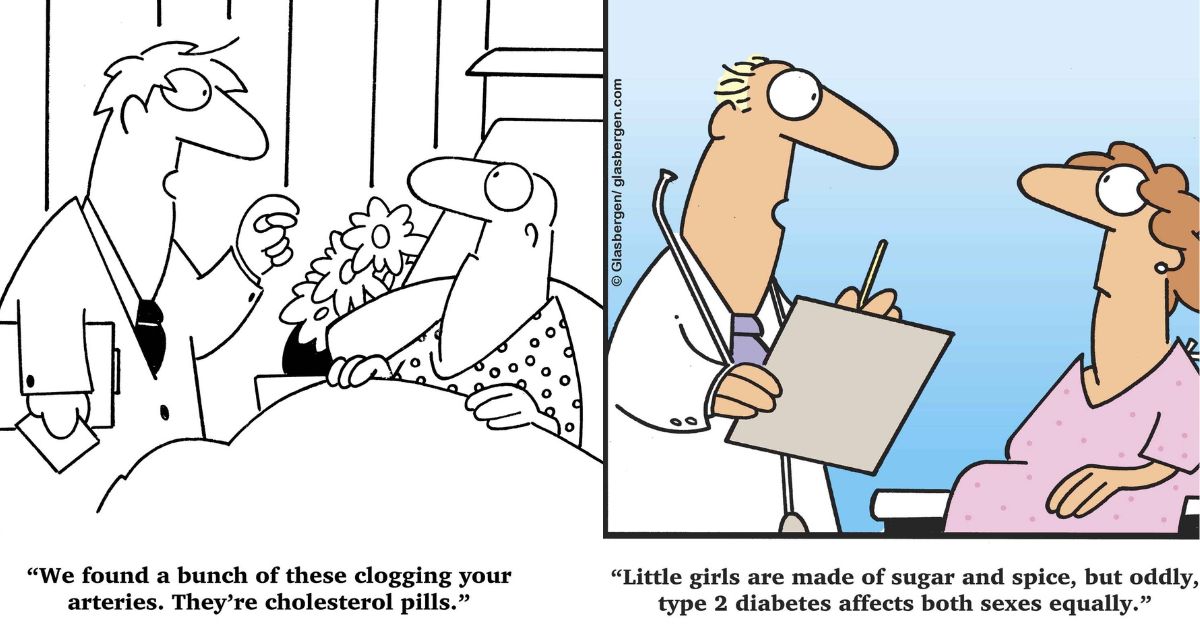 “We found a bunch of these clogging your
arteries. They’re cholesterol pills.”
© Glasbergen/ glasbergen.com
“Little girls are made of sugar and spice, but oddly,
type 2 diabetes affects both sexes equally.”